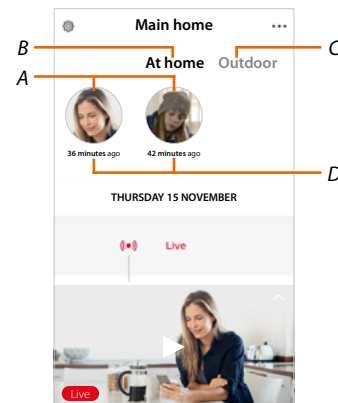 Main home
B
C
At home Outdoor
A
36 minutes ago 42 minutes ago
D
THURSDAY 15 NOVEMBER
Live
Live